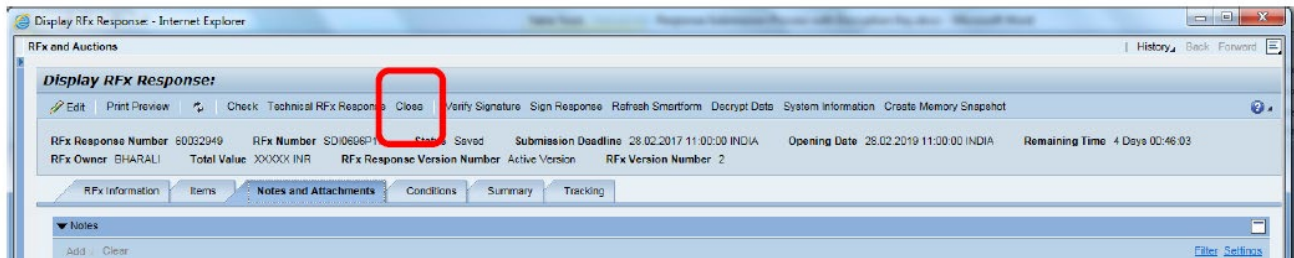 Display RFx Response: - Internet Explorer
RFx and Auctions | History Back Forward
Display RFx Response:
Edit Print Preview Check Technical RFx Response Close Verify Signature Sign Response Refresh Smartform Decrypt Data System Information Create Memory Snapshot
RFx Response Number 60032949 RFx Number SDI0696P1 Status Saved Submission Deadline 28.02.2017 11:00:00 INDIA Opening Date 28.02.2019 11:00:00 INDIA Remaining Time 4 Days 00:46:03
RFx Owner BHARALI Total Value XXXXX INR RFx Response Version Number Active Version RFx Version Number 2
RFx Information Items Notes and Attachments Conditions Summary Tracking
Notes
Add Clear Filter Settings